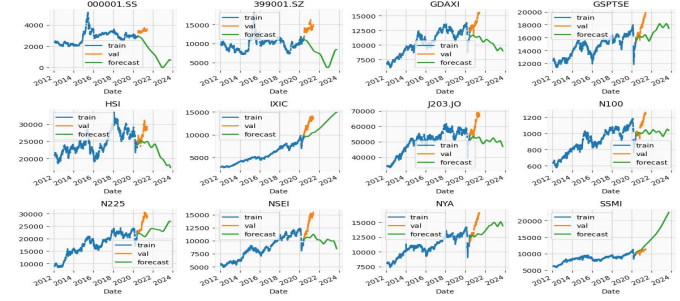 000001.SS
4000
2000
0
train
val
forecast
2012 2014 2016 2018 2020 2022 2024
Date
399001.SZ
15000
10000
5000
train
val
forecast
2012 2014 2016 2018 2020 2022 2024
Date
GDAXI
15000
12500
10000
7500
train
val
forecast
2012 2014 2016 2018 2020 2022 2024
Date
GSPTSE
20000
18000
16000
14000
12000
train
val
forecast
2012 2014 2016 2018 2020 2022 2024
Date
HSI
30000
25000
20000
train
val
forecast
2012 2014 2016 2018 2020 2022 2024
Date
IXIC
15000
10000
5000
train
val
forecast
2012 2014 2016 2018 2020 2022 2024
Date
J203.JO
70000
60000
50000
40000
train
val
forecast
2012 2014 2016 2018 2020 2022 2024
Date
N100
1200
1000
800
600
train
val
forecast
2012 2014 2016 2018 2020 2022 2024
Date
N225
30000
25000
20000
15000
10000
train
val
forecast
2012 2014 2016 2018 2020 2022 2024
Date
NSEI
15000
12500
10000
7500
5000
train
val
forecast
2012 2014 2016 2018 2020 2022 2024
Date
NYA
15000
12500
10000
7500
train
val
forecast
2012 2014 2016 2018 2020 2022 2024
Date
SSMI
20000
15000
10000
5000
train
val
forecast
2012 2014 2016 2018 2020 2022 2024
Date